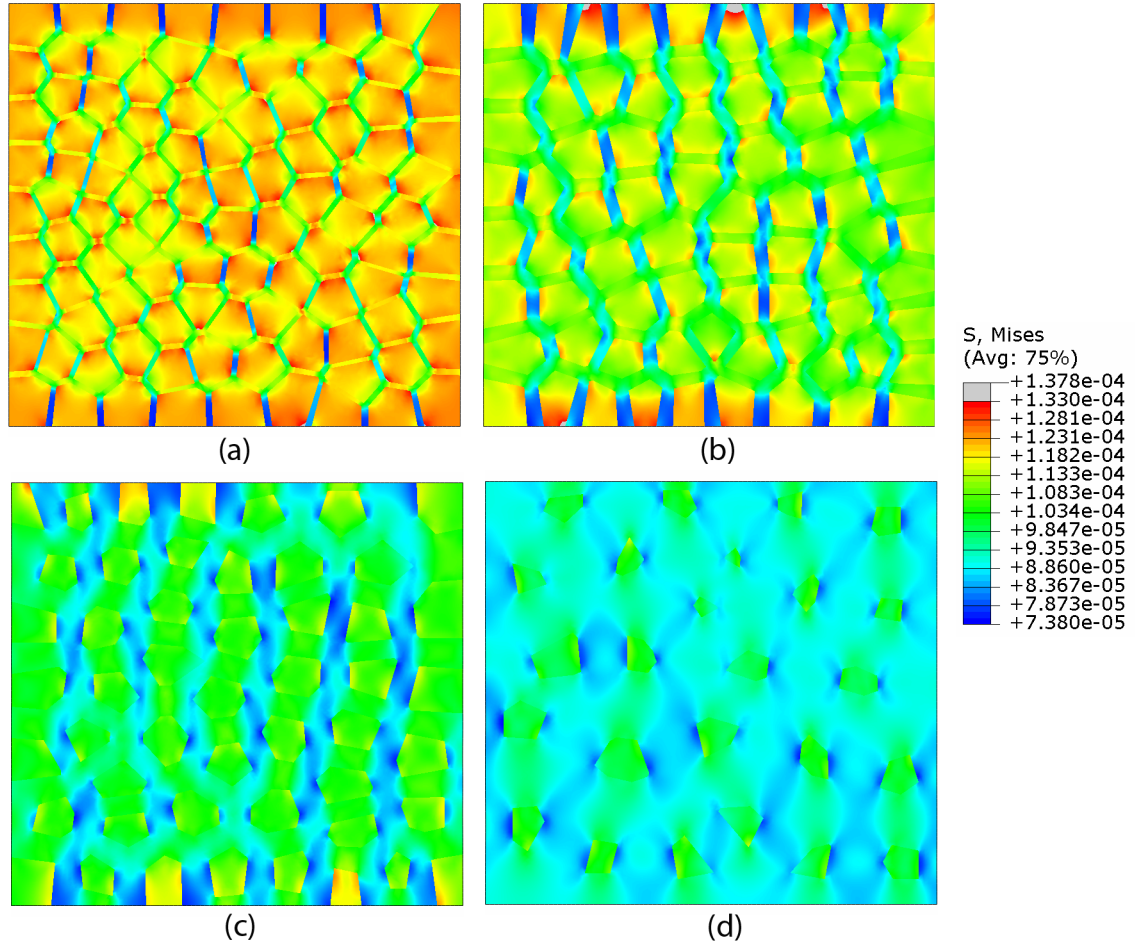 (a)
(b)
S, Mises
(Avg: 75%)
+1.378e-04
+1.330e-04
+1.281e-04
+1.231e-04
+1.182e-04
+1.133e-04
+1.083e-04
+1.034e-04
+9.847e-05
+9.353e-05
+8.860e-05
+8.367e-05
+7.873e-05
+7.380e-05
(c)
(d)